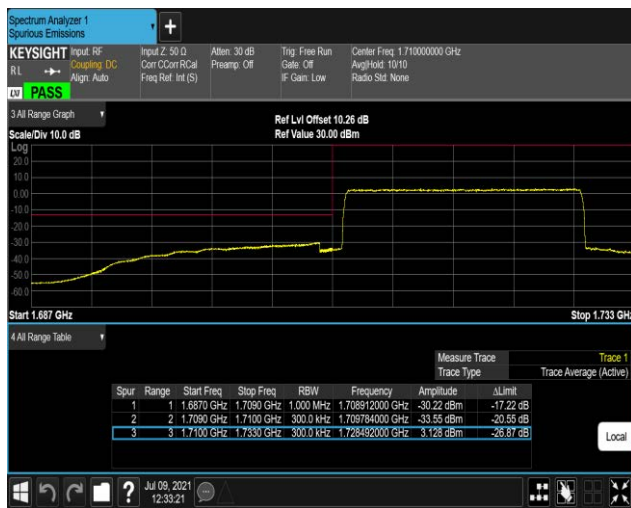 Spectrum Analyzer 1
Spurious Emissions
KEYSIGHT Input: RF Input Z: 50 Ω Atten: 30 dB Trig: Free Run Center Freq: 1.710000000 GHz
RL Coupling: DC Corr CCorr RCal Preamp: Off Gate: Off Avg|Hold: 10/10
Align: Auto Freq Ref: Int (S) IF Gain: Low Radio Std: None
LXI PASS
3 All Range Graph
Ref Lvl Offset 10.26 dB
Scale/Div 10.0 dB Ref Value 30.00 dBm
Log
20.0
10.0
0.00
-10.0
-20.0
-30.0
-40.0
-50.0
-60.0
Start 1.687 GHz Stop 1.733 GHz
4 All Range Table
Measure Trace Trace 1
Trace Type Trace Average (Active)
Spur Range Start Freq Stop Freq RBW Frequency Amplitude ΔLimit
1 1 1.6870 GHz 1.7090 GHz 1.000 MHz 1.708912000 GHz -30.22 dBm -17.22 dB
2 2 1.7090 GHz 1.7100 GHz 300.0 kHz 1.709784000 GHz -33.55 dBm -20.55 dB
3 3 1.7100 GHz 1.7330 GHz 300.0 kHz 1.728492000 GHz 3.128 dBm -26.87 dB
Local
? Jul 09, 2021
12:33:21